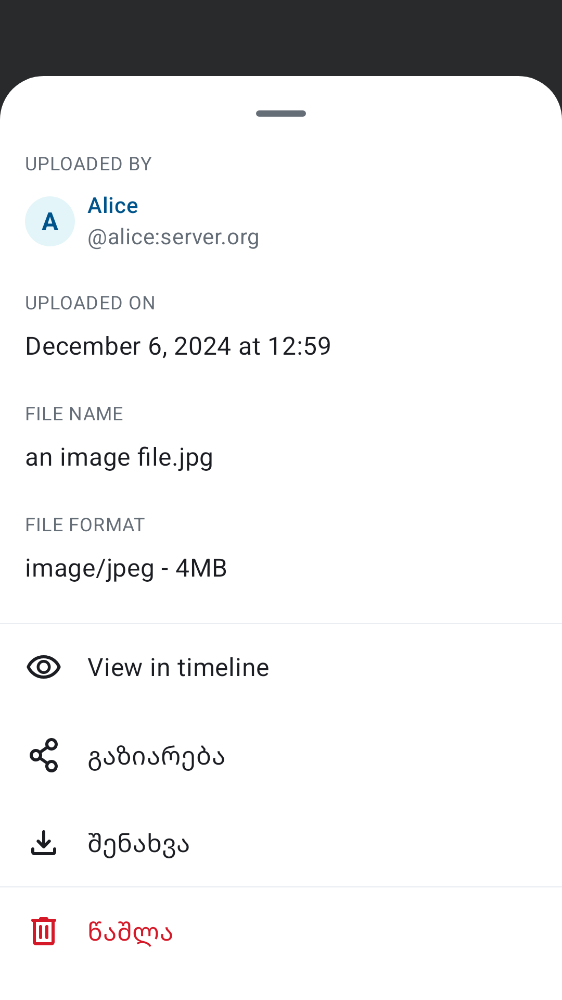 UPLOADED BY
A
Alice
@alice:server.org
UPLOADED ON
December 6, 2024 at 12:59
FILE NAME
an image file.jpg
FILE FORMAT
image/jpeg - 4MB
View in timeline
გაზიარება
შენახვა
წაშლა